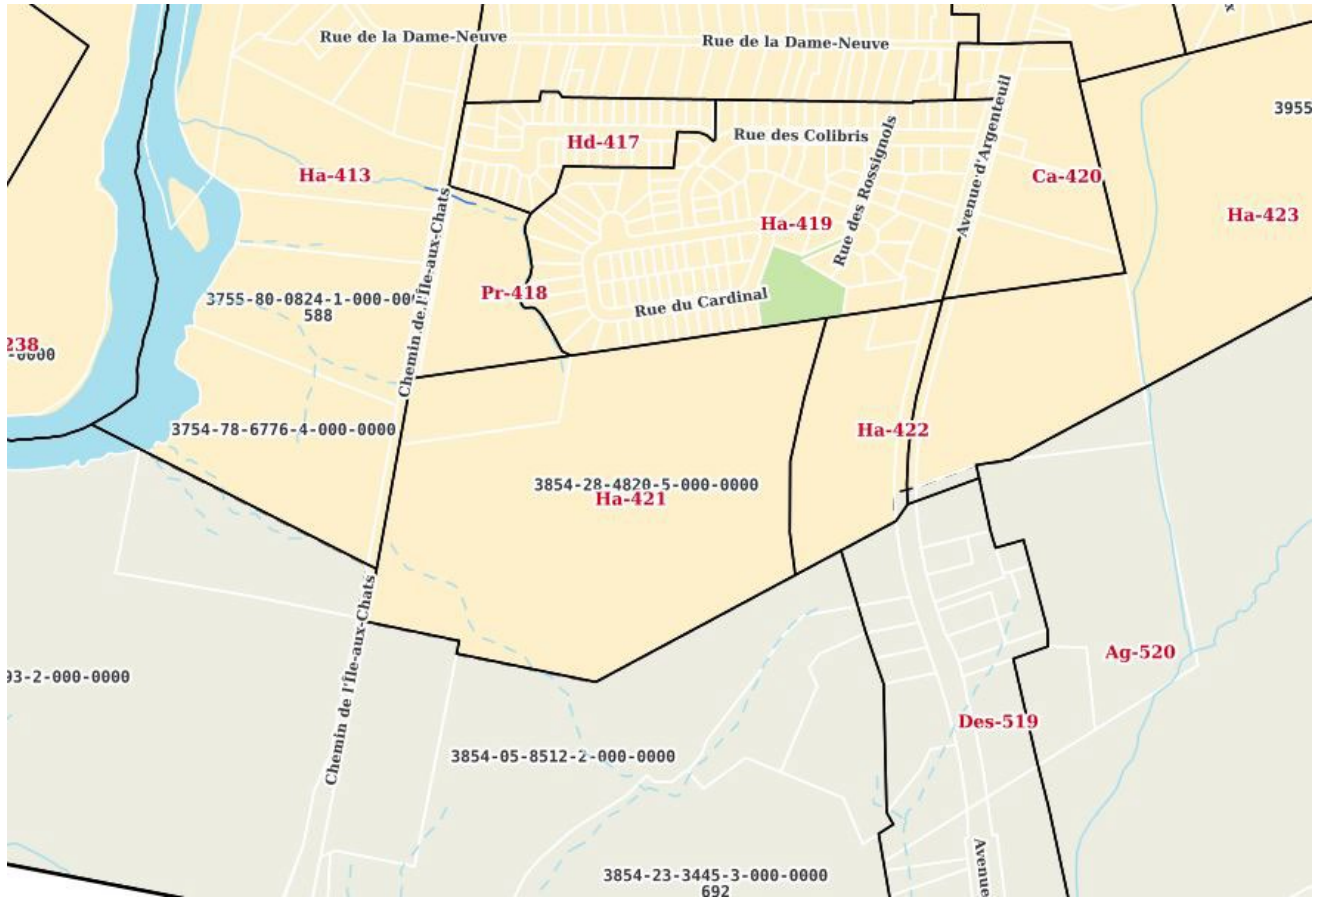 Rue de la Dame-Neuve
Rue de la Dame-Neuve
3955
Hd-417
Rue des Colibris
Rue des Rossignols
Avenue d'Argenteuil
Ha-413
Ca-420
Ha-423
Ha-419
Chemin de l'Île-aux-Chats
3755-80-0824-1-000-00
588
Pr-418
Rue du Cardinal
238
-0000
3754-78-6776-4-000-0000
Ha-422
3854-28-4820-5-000-0000
Ha-421
Chemin de l'Île-aux-Chats
93-2-000-0000
Ag-520
Des-519
3854-05-8512-2-000-0000
3854-23-3445-3-000-0000
692
Avenue